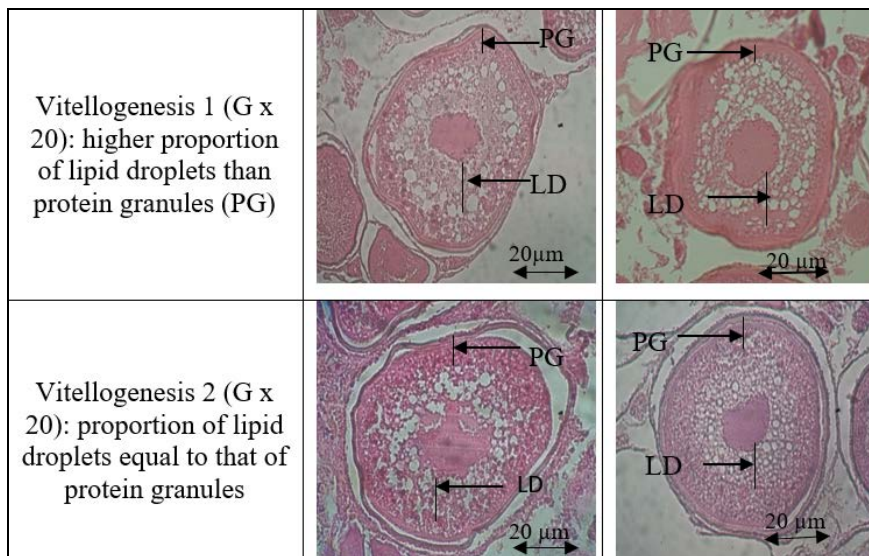 Vitellogenesis 1 (G x
20): higher proportion
of lipid droplets than
protein granules (PG)
PG
LD
20µm
PG
LD
20 µm
Vitellogenesis 2 (G x
20): proportion of lipid
droplets equal to that of
protein granules
PG
LD
20 µm
PG
LD
20 µm